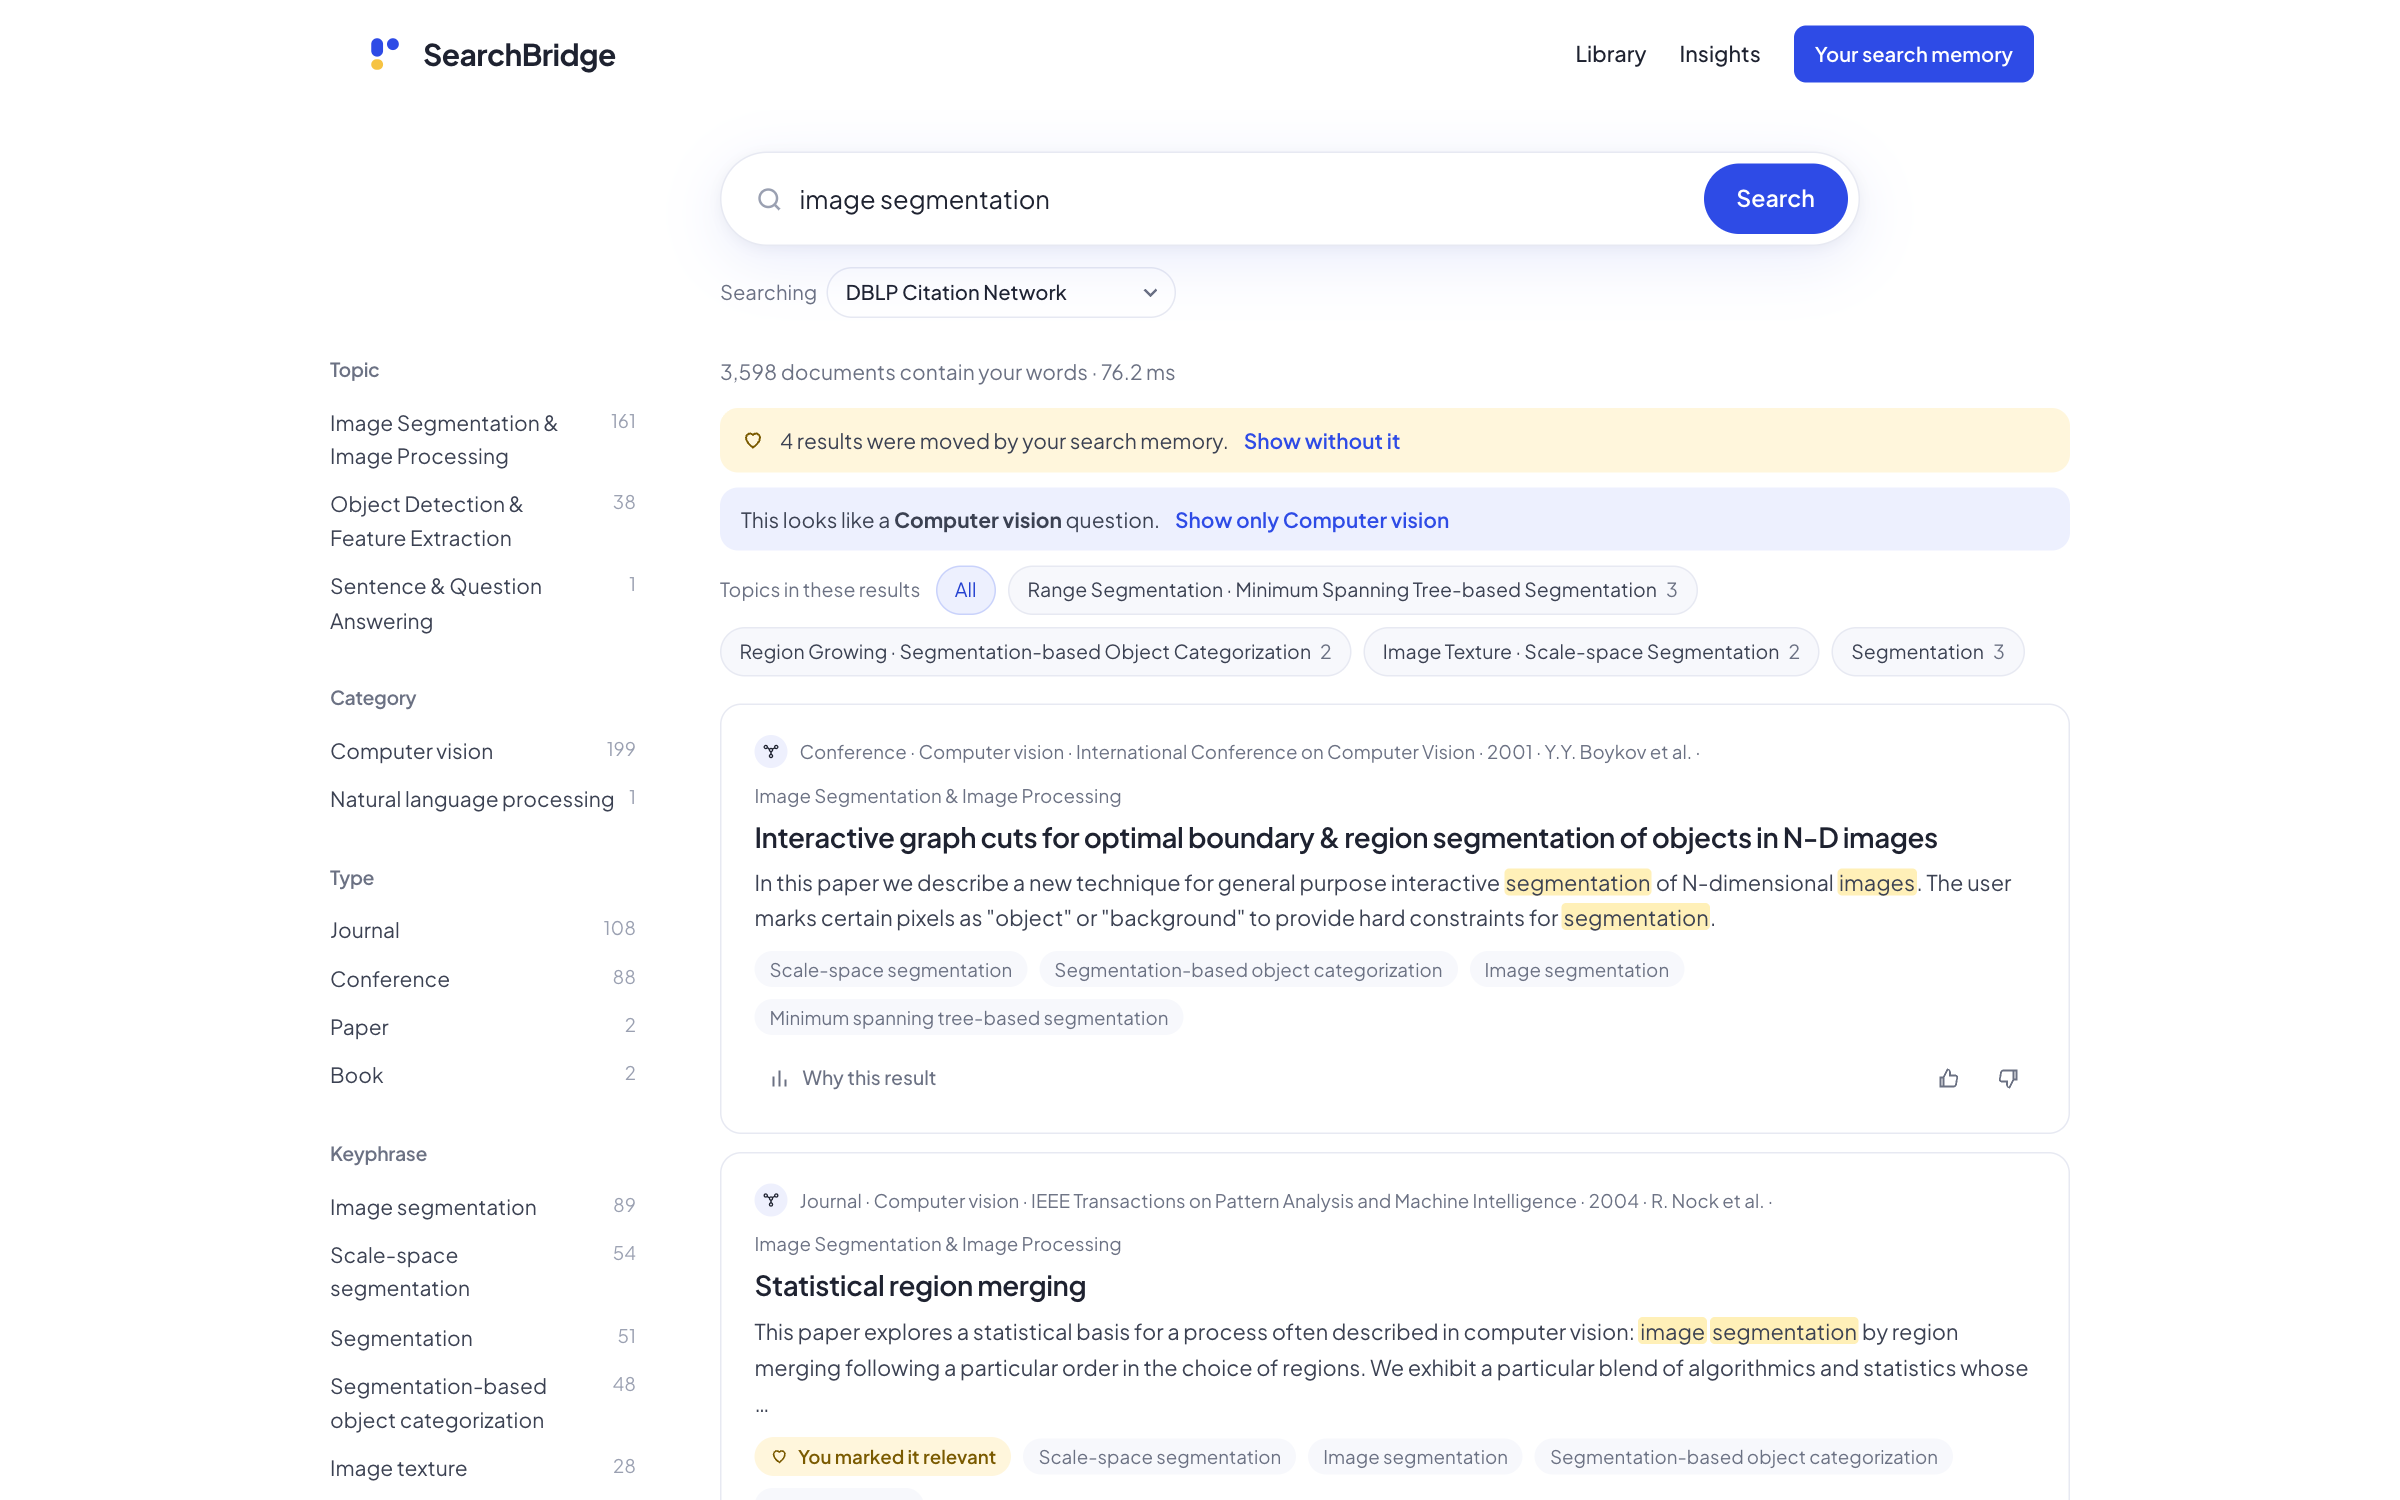 SearchBridge
Library
Insights
Your search memory
image segmentation
Search
Searching
DBLP Citation Network
Topic
Image Segmentation & 161
Image Processing
Object Detection & 38
Feature Extraction
Sentence & Question 1
Answering
Category
Computer vision 199
Natural language processing 1
Type
Journal 108
Conference 88
Paper 2
Book 2
Keyphrase
Image segmentation 89
Scale-space 54
segmentation
Segmentation 51
Segmentation-based 48
object categorization
Image texture 28
3,598 documents contain your words · 76.2 ms
4 results were moved by your search memory. Show without it
This looks like a Computer vision question. Show only Computer vision
Topics in these results All Range Segmentation · Minimum Spanning Tree-based Segmentation 3
Region Growing · Segmentation-based Object Categorization 2 Image Texture · Scale-space Segmentation 2 Segmentation 3
Conference · Computer vision · International Conference on Computer Vision · 2001 · Y.Y. Boykov et al. ·
Image Segmentation & Image Processing
Interactive graph cuts for optimal boundary & region segmentation of objects in N-D images
In this paper we describe a new technique for general purpose interactive segmentation of N-dimensional images. The user
marks certain pixels as "object" or "background" to provide hard constraints for segmentation.
Scale-space segmentation Segmentation-based object categorization Image segmentation
Minimum spanning tree-based segmentation
Why this result
Journal · Computer vision · IEEE Transactions on Pattern Analysis and Machine Intelligence · 2004 · R. Nock et al. ·
Image Segmentation & Image Processing
Statistical region merging
This paper explores a statistical basis for a process often described in computer vision: image segmentation by region
merging following a particular order in the choice of regions. We exhibit a particular blend of algorithmics and statistics whose
…
You marked it relevant Scale-space segmentation Image segmentation Segmentation-based object categorization